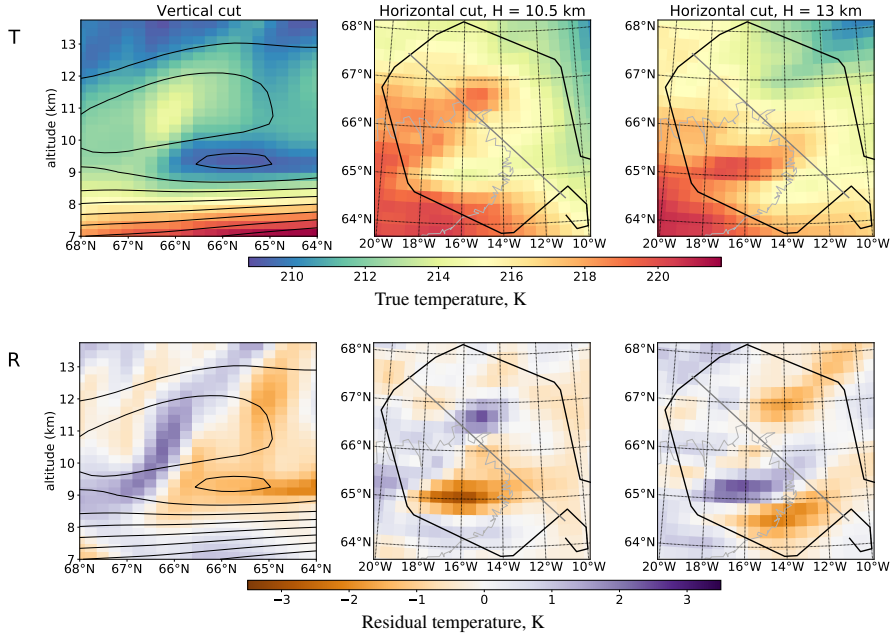 Vertical cut
Horizontal cut, H = 10.5 km
Horizontal cut, H = 13 km
T
altitude (km)
13
12
11
10
9
8
7
68°N 67°N 66°N 65°N 64°N
68°N
67°N
66°N
65°N
64°N
20°W 18°W 16°W 14°W 12°W 10°W
68°N
67°N
66°N
65°N
64°N
20°W 18°W 16°W 14°W 12°W 10°W
210 212 214 216 218 220
True temperature, K
R
altitude (km)
13
12
11
10
9
8
7
68°N 67°N 66°N 65°N 64°N
68°N
67°N
66°N
65°N
64°N
20°W 18°W 16°W 14°W 12°W 10°W
68°N
67°N
66°N
65°N
64°N
20°W 18°W 16°W 14°W 12°W 10°W
−3 −2 −1 0 1 2 3
Residual temperature, K